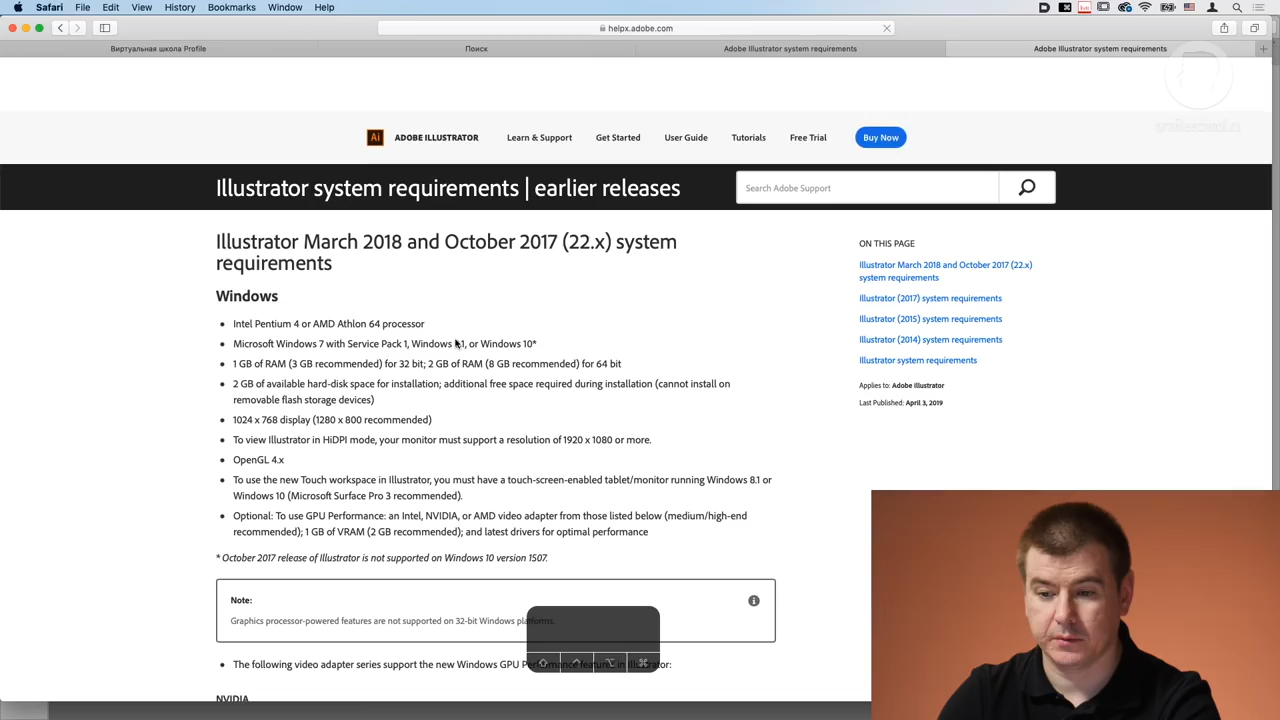 Safari File Edit View History Bookmarks Window Help
helpx.adobe.com
Виртуальная школа Profile
Поиск
Adobe Illustrator system requirements
Adobe Illustrator system requirements
Ai ADOBE ILLUSTRATOR Learn & Support Get Started User Guide Tutorials Free Trial Buy Now
Illustrator system requirements | earlier releases
Search Adobe Support
Illustrator March 2018 and October 2017 (22.x) system
requirements
Windows
Intel Pentium 4 or AMD Athlon 64 processor
Microsoft Windows 7 with Service Pack 1, Windows 8.1, or Windows 10*
1 GB of RAM (3 GB recommended) for 32 bit; 2 GB of RAM (8 GB recommended) for 64 bit
2 GB of available hard-disk space for installation; additional free space required during installation (cannot install on
removable flash storage devices)
1024 x 768 display (1280 x 800 recommended)
To view Illustrator in HiDPI mode, your monitor must support a resolution of 1920 x 1080 or more.
OpenGL 4.x
To use the new Touch workspace in Illustrator, you must have a touch-screen-enabled tablet/monitor running Windows 8.1 or
Windows 10 (Microsoft Surface Pro 3 recommended).
Optional: To use GPU Performance: an Intel, NVIDIA, or AMD video adapter from those listed below (medium/high-end
recommended); 1 GB of VRAM (2 GB recommended); and latest drivers for optimal performance
* October 2017 release of Illustrator is not supported on Windows 10 version 1507.
Note:
Graphics processor-powered features are not supported on 32-bit Windows platforms.
The following video adapter series support the new Windows GPU Performance features in Illustrator:
NVIDIA
ON THIS PAGE
Illustrator March 2018 and October 2017 (22.x)
system requirements
Illustrator (2017) system requirements
Illustrator (2015) system requirements
Illustrator (2014) system requirements
Illustrator system requirements
Applies to: Adobe Illustrator
Last Published: April 3, 2019